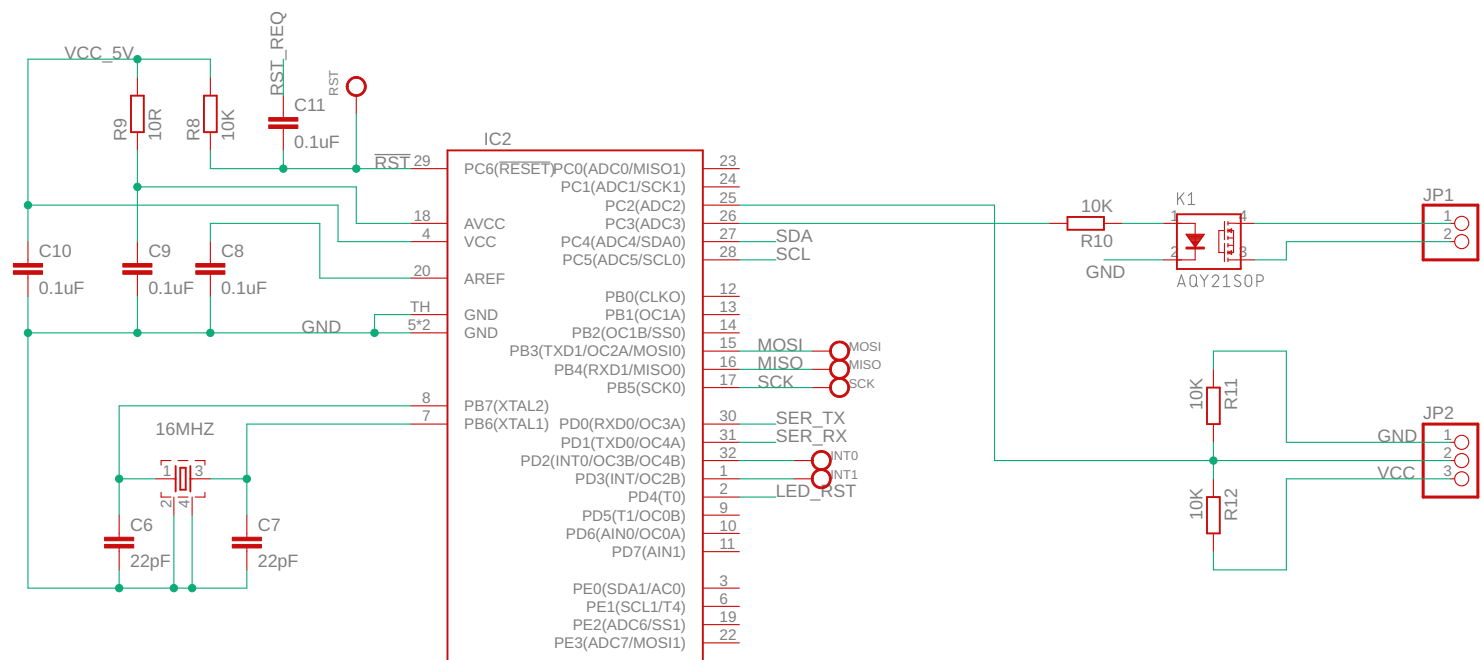 VCC_5V
RST_REQ
RST
R9
10R
R8
10K
C11
0.1uF
IC2
RST 29 PC6(RESET) PC0(ADC0/MISO1) 23
PC1(ADC1/SCK1) 24
PC2(ADC2) 25
18 AVCC PC3(ADC3) 26
4 VCC PC4(ADC4/SDA0) 27 SDA
PC5(ADC5/SCL0) 28 SCL
20 AREF
PB0(CLKO) 12
TH GND PB1(OC1A) 13
GND 5*2 GND PB2(OC1B/SS0) 14
PB3(TXD1/OC2A/MOSI0) 15 MOSI MOSI
PB4(RXD1/MISO0) 16 MISO MISO
PB5(SCK0) 17 SCK SCK
8 PB7(XTAL2)
7 PB6(XTAL1) PD0(RXD0/OC3A) 30 SER_TX
PD1(TXD0/OC4A) 31 SER_RX
PD2(INT0/OC3B/OC4B) 32 INT0
PD3(INT/OC2B) 1 INT1
PD4(T0) 2 LED_RST
PD5(T1/OC0B) 9
PD6(AIN0/OC0A) 10
PD7(AIN1) 11
PE0(SDA1/AC0) 3
PE1(SCL1/T4) 6
PE2(ADC6/SS1) 19
PE3(ADC7/MOSI1) 22
C10
0.1uF
C9
0.1uF
C8
0.1uF
16MHZ
1 3
2 4
C6
22pF
C7
22pF
10K
R10
K1
1 4
2 3
GND
AQY21SOP
JP1
1
2
10K
R11
10K
R12
JP2
GND 1
2
VCC 3